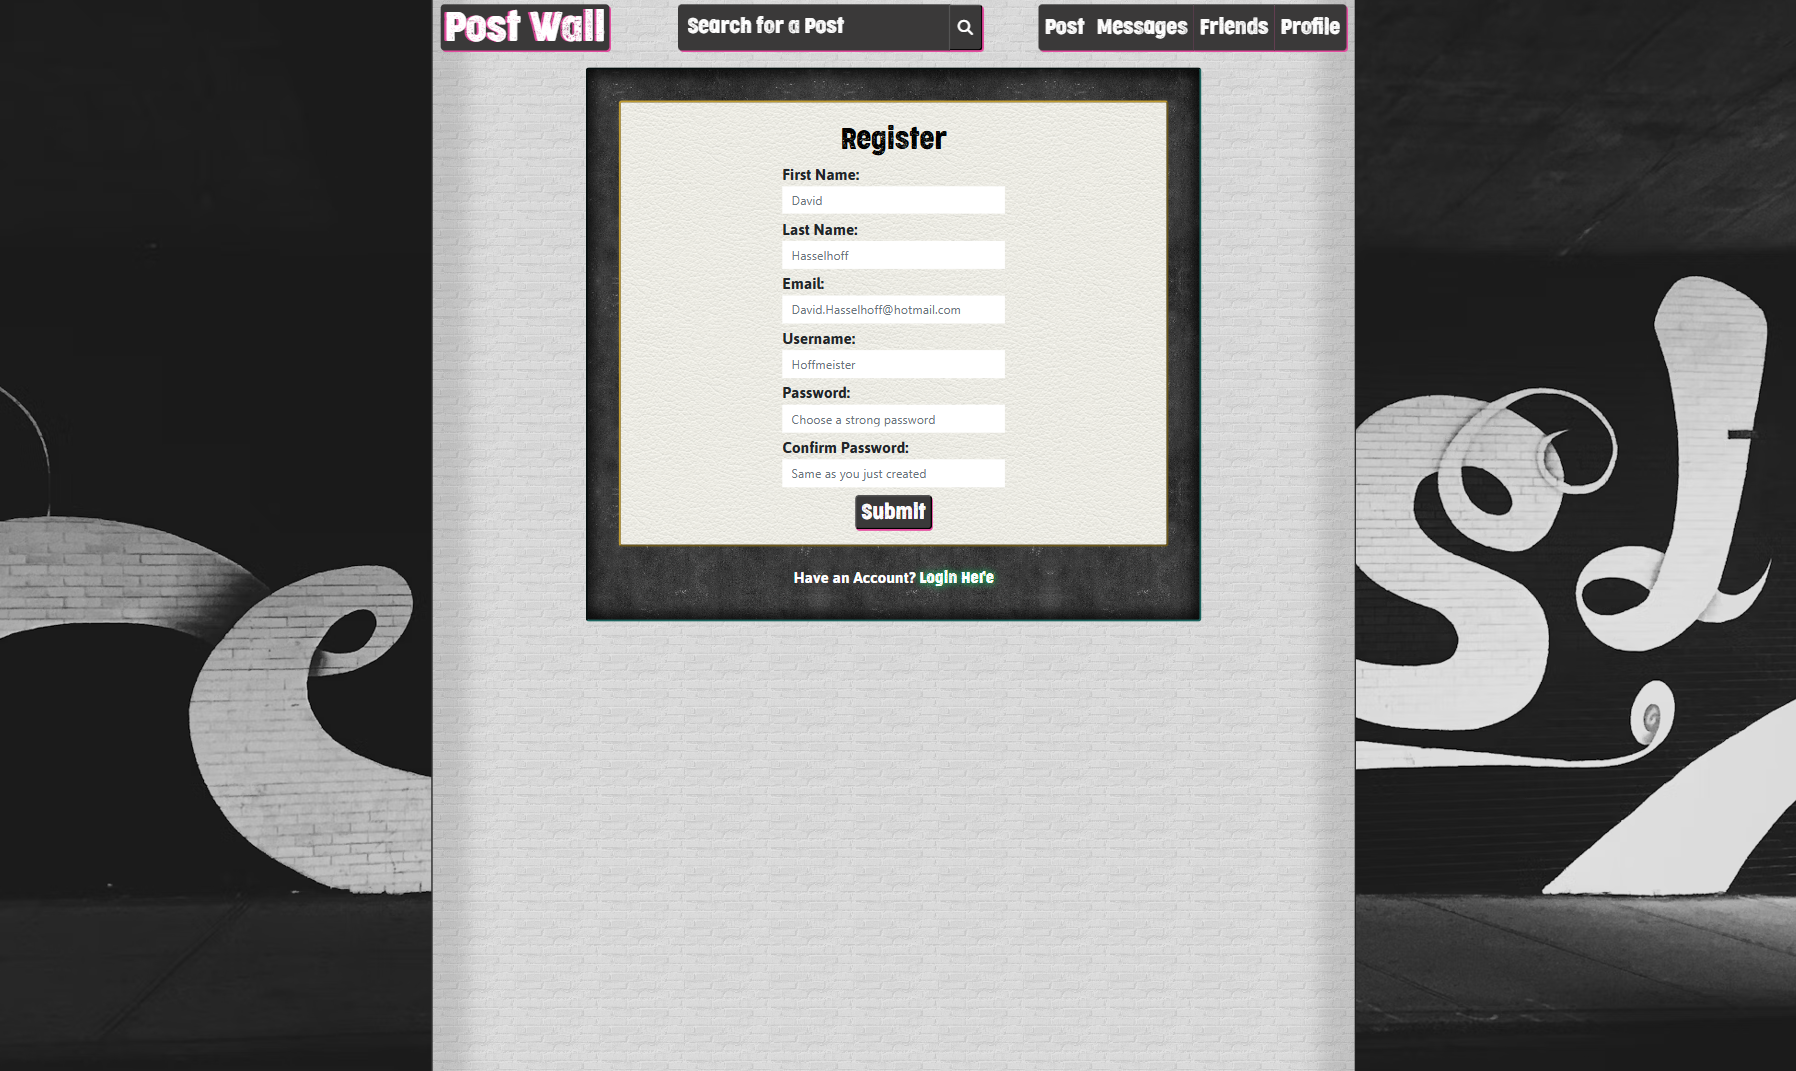 Post Wall
Search for a Post
Post Messages Friends Profile
Register
First Name:
David
Last Name:
Hasselhoff
Email:
David.Hasselhoff@hotmail.com
Username:
Hoffmeister
Password:
Choose a strong password
Confirm Password:
Same as you just created
Submit
Have an Account? Login Here